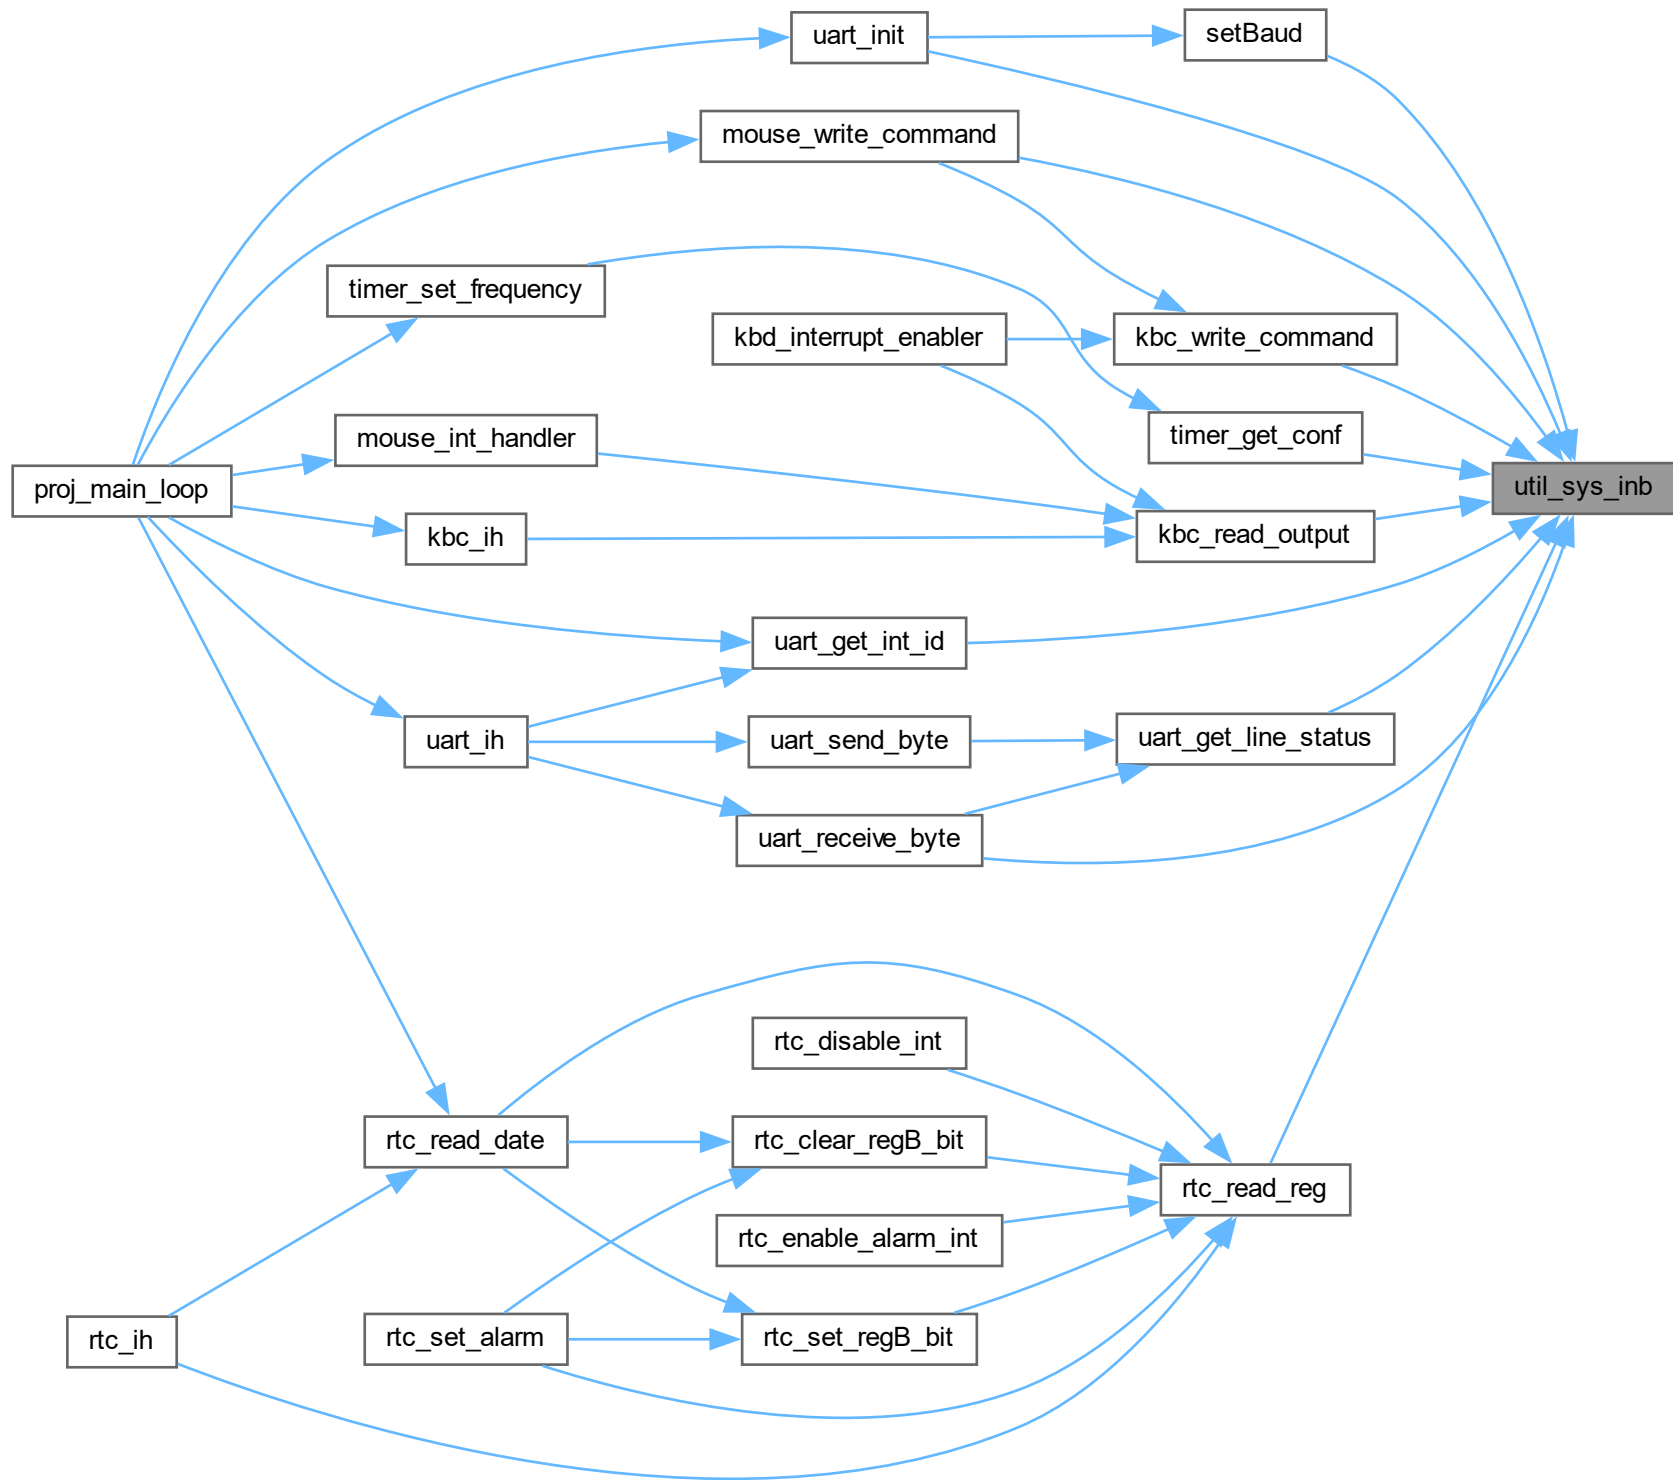 uart_init
setBaud
mouse_write_command
timer_set_frequency
kbd_interrupt_enabler
kbc_write_command
mouse_int_handler
timer_get_conf
proj_main_loop
util_sys_inb
kbc_ih
kbc_read_output
uart_get_int_id
uart_ih
uart_send_byte
uart_get_line_status
uart_receive_byte
rtc_disable_int
rtc_read_date
rtc_clear_regB_bit
rtc_read_reg
rtc_enable_alarm_int
rtc_ih
rtc_set_alarm
rtc_set_regB_bit